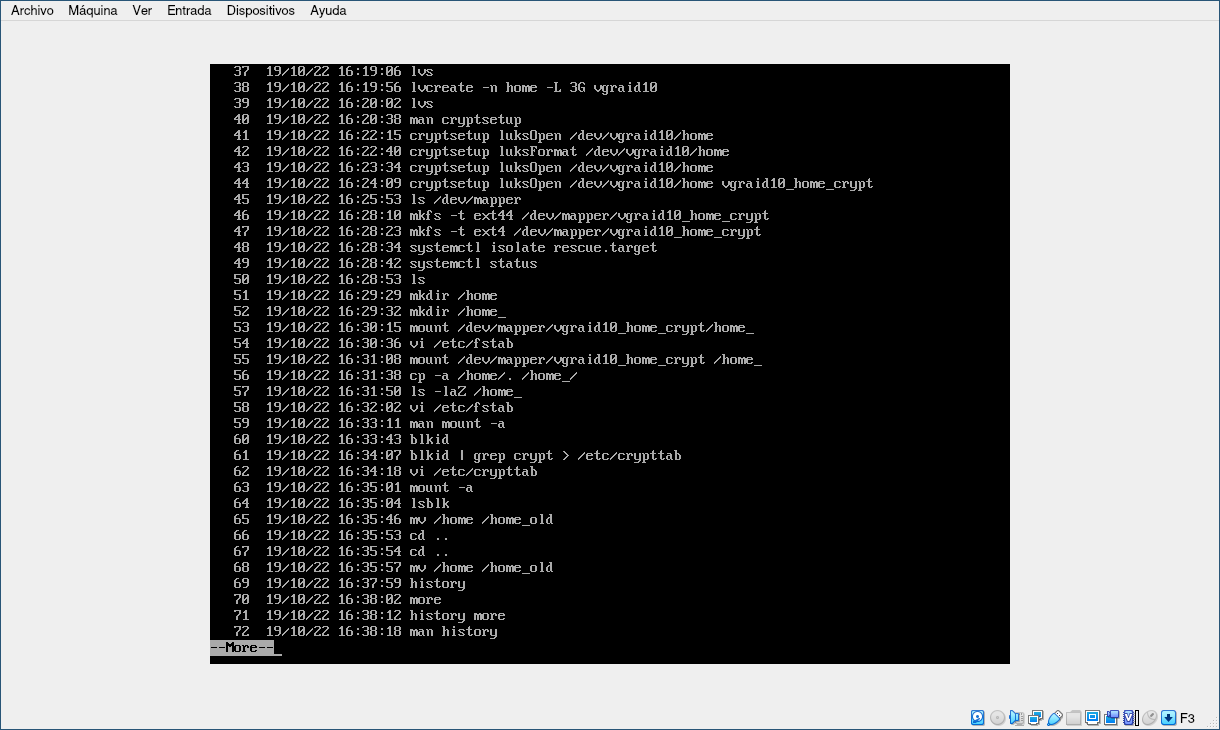 Archivo Máquina Ver Entrada Dispositivos Ayuda
37 19/10/22 16:19:06 lvs
38 19/10/22 16:19:56 lvcreate -n home -L 3G vgraid10
39 19/10/22 16:20:02 lvs
40 19/10/22 16:20:38 man cryptsetup
41 19/10/22 16:22:15 cryptsetup luksOpen /dev/vgraid10/home
42 19/10/22 16:22:40 cryptsetup luksFormat /dev/vgraid10/home
43 19/10/22 16:23:34 cryptsetup luksOpen /dev/vgraid10/home
44 19/10/22 16:24:09 cryptsetup luksOpen /dev/vgraid10/home vgraid10_home_crypt
45 19/10/22 16:25:53 ls /dev/mapper
46 19/10/22 16:28:10 mkfs -t ext44 /dev/mapper/vgraid10_home_crypt
47 19/10/22 16:28:23 mkfs -t ext4 /dev/mapper/vgraid10_home_crypt
48 19/10/22 16:28:34 systemctl isolate rescue.target
49 19/10/22 16:28:42 systemctl status
50 19/10/22 16:28:53 ls
51 19/10/22 16:29:29 mkdir /home
52 19/10/22 16:29:32 mkdir /home_
53 19/10/22 16:30:15 mount /dev/mapper/vgraid10_home_crypt/home_
54 19/10/22 16:30:36 vi /etc/fstab
55 19/10/22 16:31:08 mount /dev/mapper/vgraid10_home_crypt /home_
56 19/10/22 16:31:38 cp -a /home/. /home_/
57 19/10/22 16:31:50 ls -laZ /home_
58 19/10/22 16:32:02 vi /etc/fstab
59 19/10/22 16:33:11 man mount -a
60 19/10/22 16:33:43 blkid
61 19/10/22 16:34:07 blkid | grep crypt > /etc/crypttab
62 19/10/22 16:34:18 vi /etc/crypttab
63 19/10/22 16:35:01 mount -a
64 19/10/22 16:35:04 lsblk
65 19/10/22 16:35:46 mv /home /home_old
66 19/10/22 16:35:53 cd ..
67 19/10/22 16:35:54 cd ..
68 19/10/22 16:35:57 mv /home /home_old
69 19/10/22 16:37:59 history
70 19/10/22 16:38:02 more
71 19/10/22 16:38:12 history more
72 19/10/22 16:38:18 man history
--More--_
F3